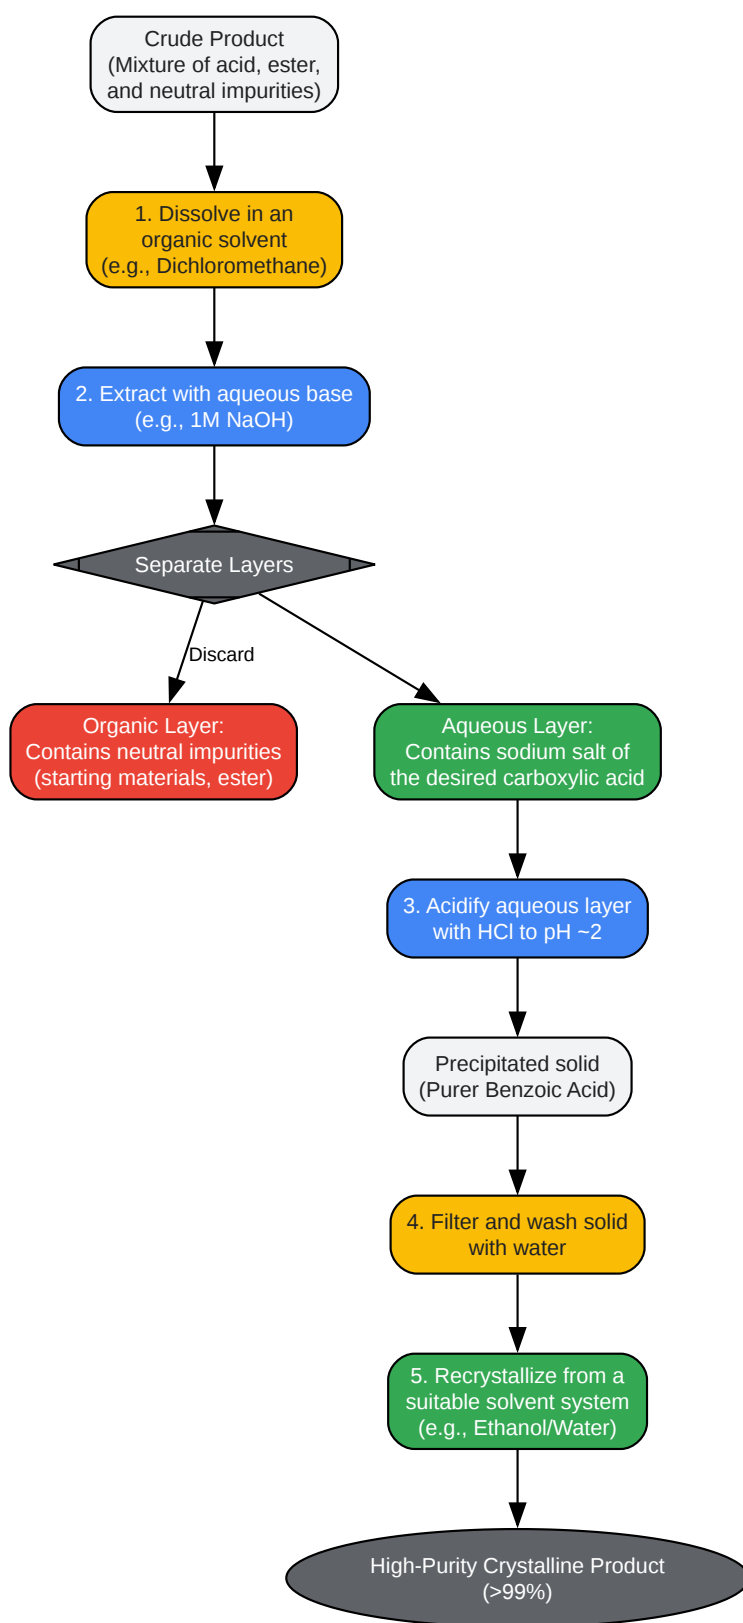 Crude Product
(Mixture of acid, ester,
and neutral impurities)
1. Dissolve in an
organic solvent
(e.g., Dichloromethane)
2. Extract with aqueous base
(e.g., 1M NaOH)
Separate Layers
Discard
Organic Layer:
Contains neutral impurities
(starting materials, ester)
Aqueous Layer:
Contains sodium salt of
the desired carboxylic acid
3. Acidify aqueous layer
with HCl to pH ~2
Precipitated solid
(Purer Benzoic Acid)
4. Filter and wash solid
with water
5. Recrystallize from a
suitable solvent system
(e.g., Ethanol/Water)
High-Purity Crystalline Product
(>99%)